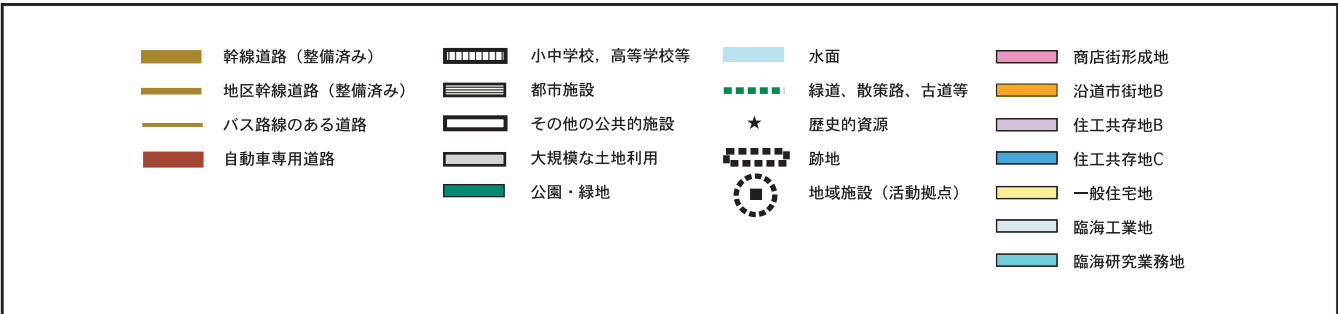 幹線道路（整備済み）
地区幹線道路（整備済み）
バス路線のある道路
自動車専用道路
小中学校，高等学校等
都市施設
その他の公共的施設
大規模な土地利用
公園・緑地
水面
緑道、散策路、古道等
歴史的資源
跡地
地域施設（活動拠点）
商店街形成地
沿道市街地B
住工共存地B
住工共存地C
一般住宅地
臨海工業地
臨海研究業務地